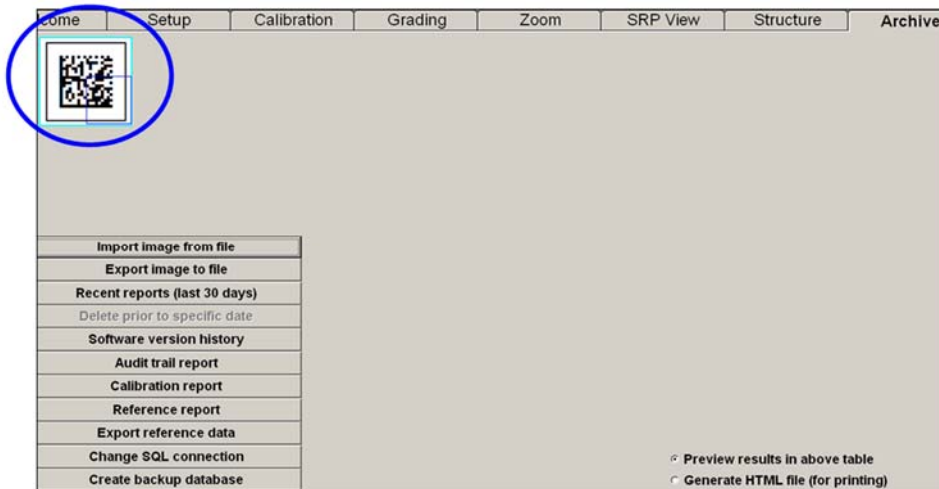 come Setup Calibration Grading Zoom SRP View Structure Archive
Import image from file
Export image to file
Recent reports (last 30 days)
Delete prior to specific date
Software version history
Audit trail report
Calibration report
Reference report
Export reference data
Change SQL connection
Create backup database
Preview results in above table
Generate HTML file (for printing)